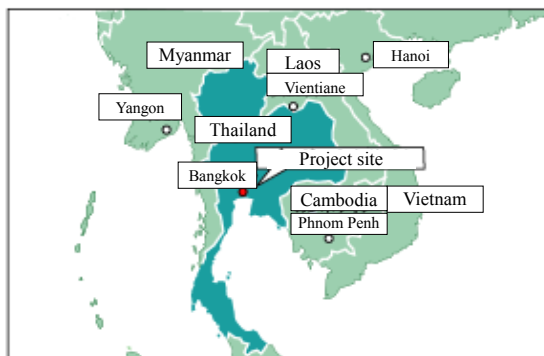 Myanmar
Laos
Hanoi
Vientiane
Yangon
Thailand
Project site
Bangkok
Cambodia
Vietnam
Phnom Penh